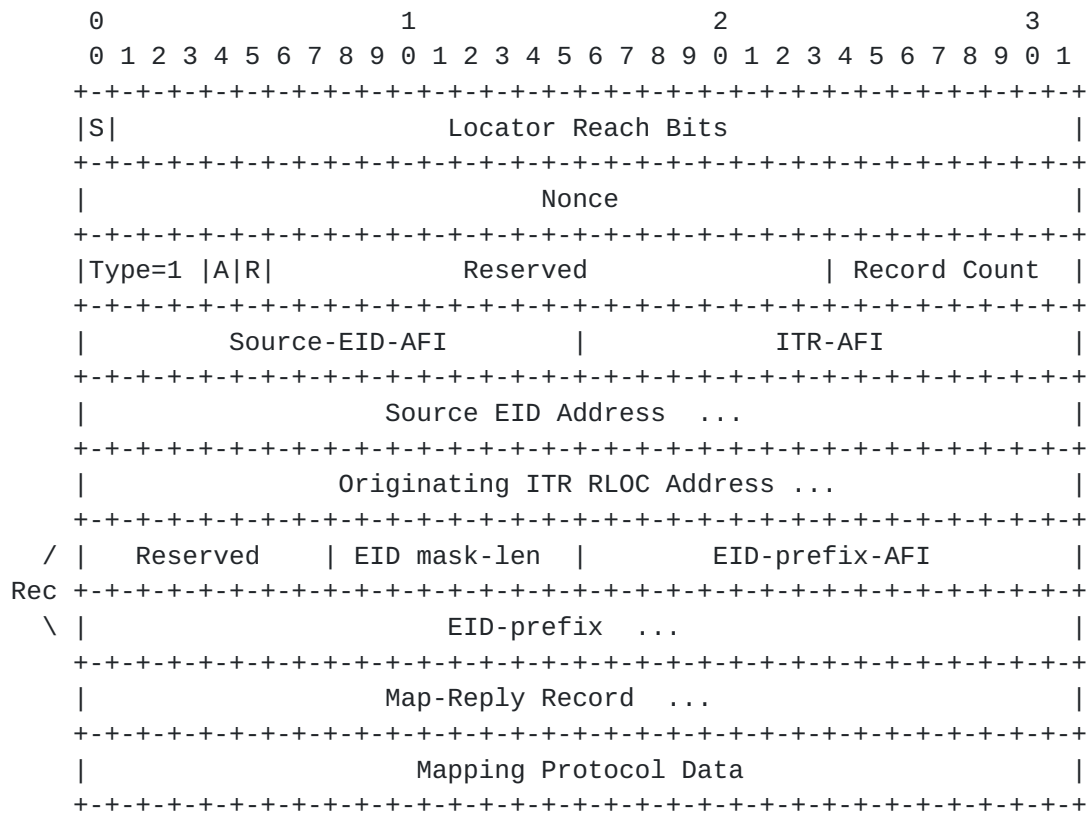 0                   1                   2                   3
 0 1 2 3 4 5 6 7 8 9 0 1 2 3 4 5 6 7 8 9 0 1 2 3 4 5 6 7 8 9 0 1
+-+-+-+-+-+-+-+-+-+-+-+-+-+-+-+-+-+-+-+-+-+-+-+-+-+-+-+-+-+-+-+-+
|S|                     Locator Reach Bits                      |
+-+-+-+-+-+-+-+-+-+-+-+-+-+-+-+-+-+-+-+-+-+-+-+-+-+-+-+-+-+-+-+-+
|                             Nonce                             |
+-+-+-+-+-+-+-+-+-+-+-+-+-+-+-+-+-+-+-+-+-+-+-+-+-+-+-+-+-+-+-+-+
|Type=1 |A|R|            Reserved               | Record Count  |
+-+-+-+-+-+-+-+-+-+-+-+-+-+-+-+-+-+-+-+-+-+-+-+-+-+-+-+-+-+-+-+-+
|         Source-EID-AFI        |            ITR-AFI            |
+-+-+-+-+-+-+-+-+-+-+-+-+-+-+-+-+-+-+-+-+-+-+-+-+-+-+-+-+-+-+-+-+
|                   Source EID Address  ...                     |
+-+-+-+-+-+-+-+-+-+-+-+-+-+-+-+-+-+-+-+-+-+-+-+-+-+-+-+-+-+-+-+-+
|                Originating ITR RLOC Address ...               |
+-+-+-+-+-+-+-+-+-+-+-+-+-+-+-+-+-+-+-+-+-+-+-+-+-+-+-+-+-+-+-+-+
/ |   Reserved    | EID mask-len  |        EID-prefix-AFI         |
Rec +-+-+-+-+-+-+-+-+-+-+-+-+-+-+-+-+-+-+-+-+-+-+-+-+-+-+-+-+-+-+-+-+
\ |                       EID-prefix  ...                         |
+-+-+-+-+-+-+-+-+-+-+-+-+-+-+-+-+-+-+-+-+-+-+-+-+-+-+-+-+-+-+-+-+
|                   Map-Reply Record  ...                       |
+-+-+-+-+-+-+-+-+-+-+-+-+-+-+-+-+-+-+-+-+-+-+-+-+-+-+-+-+-+-+-+-+
|                     Mapping Protocol Data                     |
+-+-+-+-+-+-+-+-+-+-+-+-+-+-+-+-+-+-+-+-+-+-+-+-+-+-+-+-+-+-+-+-+